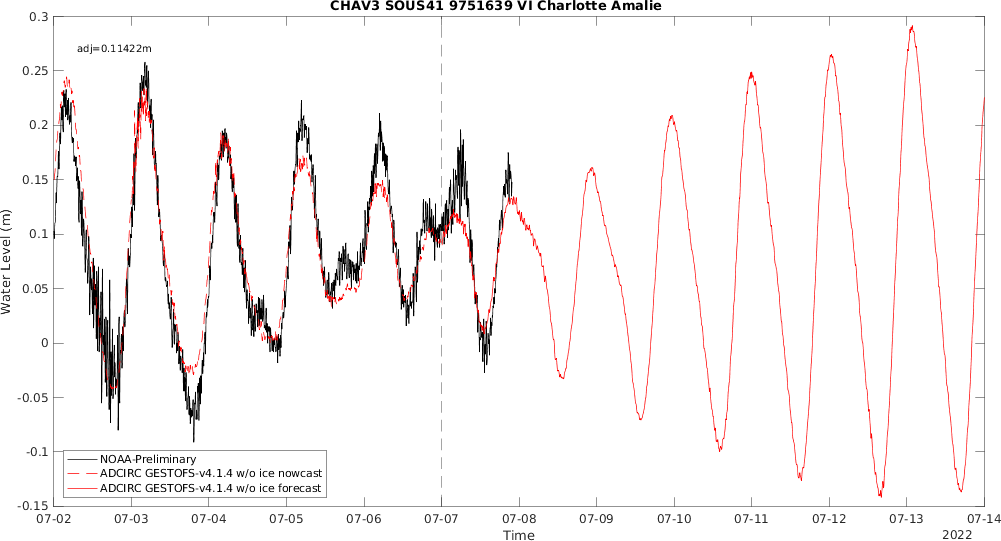 CHAV3 SOUS41 9751639 VI Charlotte Amalie
adj=0.11422m
0.3
0.25
0.2
0.15
0.1
0.05
0
-0.05
-0.1
-0.15
Water Level (m)
NOAA-Preliminary
ADCIRC GESTOFS-v4.1.4 w/o ice nowcast
ADCIRC GESTOFS-v4.1.4 w/o ice forecast
07-02 07-03 07-04 07-05 07-06 07-07 07-08 07-09 07-10 07-11 07-12 07-13 07-14
Time
2022